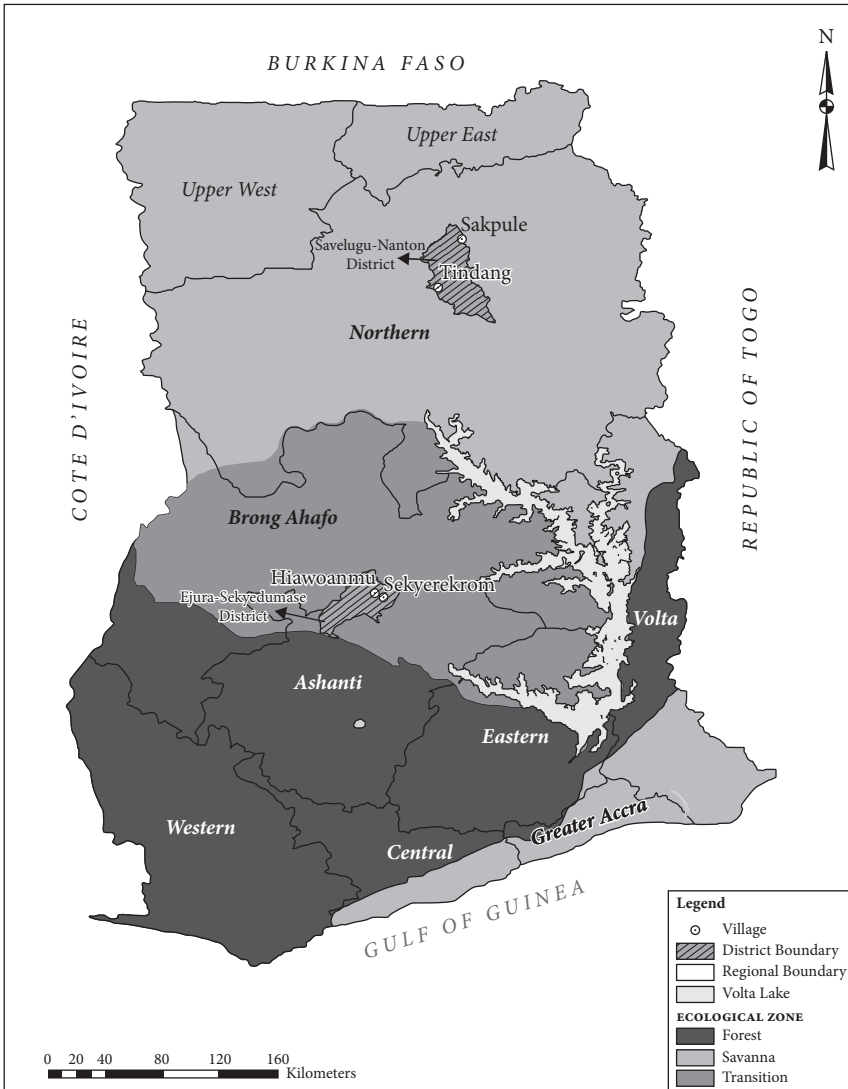 BURKINA FASO
N
Upper East
Upper West
Sakpule
Savelugu-Nanton
District
Tindang
Northern
COTE D'IVOIRE
REPUBLIC OF TOGO
Brong Ahafo
Hiawoanmu
Sekyerekrom
Ejura-Sekyedumase
District
Volta
Ashanti
Eastern
Western
Greater Accra
Central
GULF OF GUINEA
Legend
Village
District Boundary
Regional Boundary
Volta Lake
ECOLOGICAL ZONE
Forest
Savanna
Transition
0 20 40 80 120 160
Kilometers